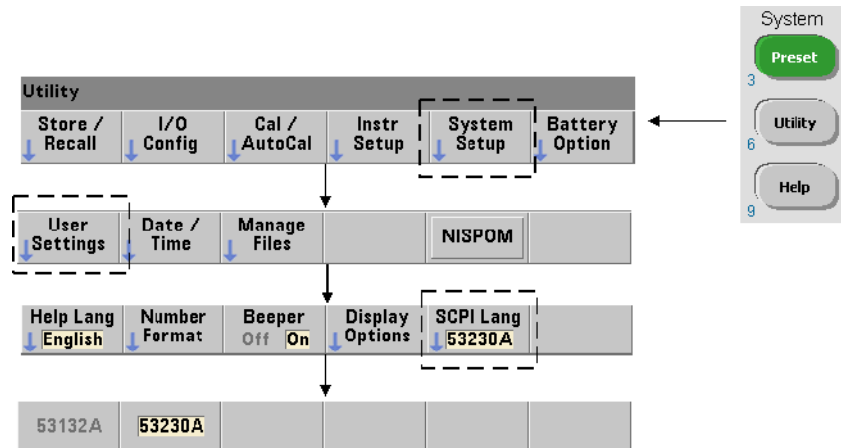 System
Preset
3
Utility
6
Help
9
Utility
Store / Recall
I/O Config
Cal / AutoCal
Instr Setup
System Setup
Battery Option
User Settings
Date / Time
Manage Files
NISPOM
Help Lang English
Number Format
Beeper Off On
Display Options
SCPI Lang 53230A
53132A
53230A